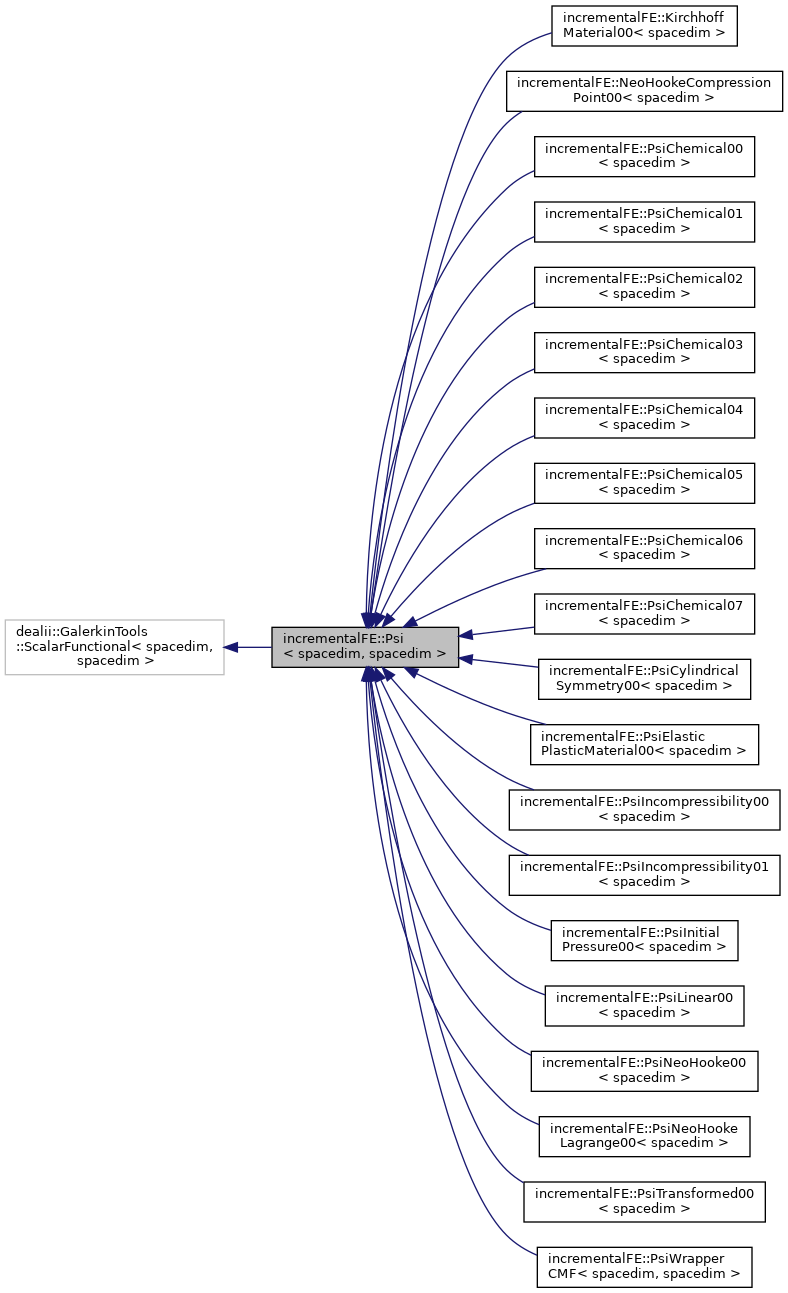 incrementalFE::Kirchhoff
Material00< spacedim >
incrementalFE::NeoHookeCompression
Point00< spacedim >
incrementalFE::PsiChemical00
< spacedim >
incrementalFE::PsiChemical01
< spacedim >
incrementalFE::PsiChemical02
< spacedim >
incrementalFE::PsiChemical03
< spacedim >
incrementalFE::PsiChemical04
< spacedim >
incrementalFE::PsiChemical05
< spacedim >
incrementalFE::PsiChemical06
< spacedim >
incrementalFE::PsiChemical07
< spacedim >
dealii::GalerkinTools
::ScalarFunctional< spacedim,
spacedim >
incrementalFE::Psi
< spacedim, spacedim >
incrementalFE::PsiCylindrical
Symmetry00< spacedim >
incrementalFE::PsiElastic
PlasticMaterial00< spacedim >
incrementalFE::PsiIncompressibility00
< spacedim >
incrementalFE::PsiIncompressibility01
< spacedim >
incrementalFE::PsiInitial
Pressure00< spacedim >
incrementalFE::PsiLinear00
< spacedim >
incrementalFE::PsiNeoHooke00
< spacedim >
incrementalFE::PsiNeoHooke
Lagrange00< spacedim >
incrementalFE::PsiTransformed00
< spacedim >
incrementalFE::PsiWrapper
CMF< spacedim, spacedim >